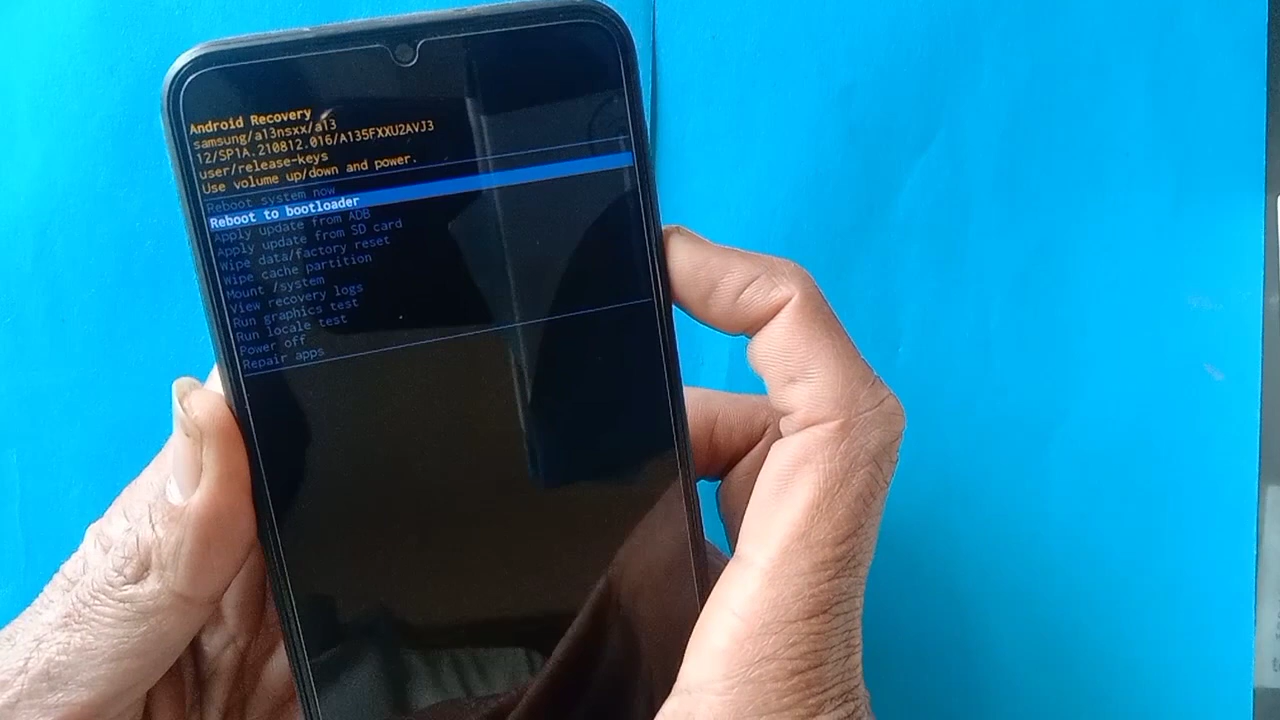 Android Recovery
samsung/a13nsxx/a13
12/SP1A.210812.016/A135FXXU2AVJ3
user/release-keys
Use volume up/down and power.
Reboot system now
Reboot to bootloader
Apply update from ADB
Apply update from SD card
Wipe data/factory reset
Wipe cache partition
Mount /system
View recovery logs
Run graphics test
Run locale test
Power off
Repair apps